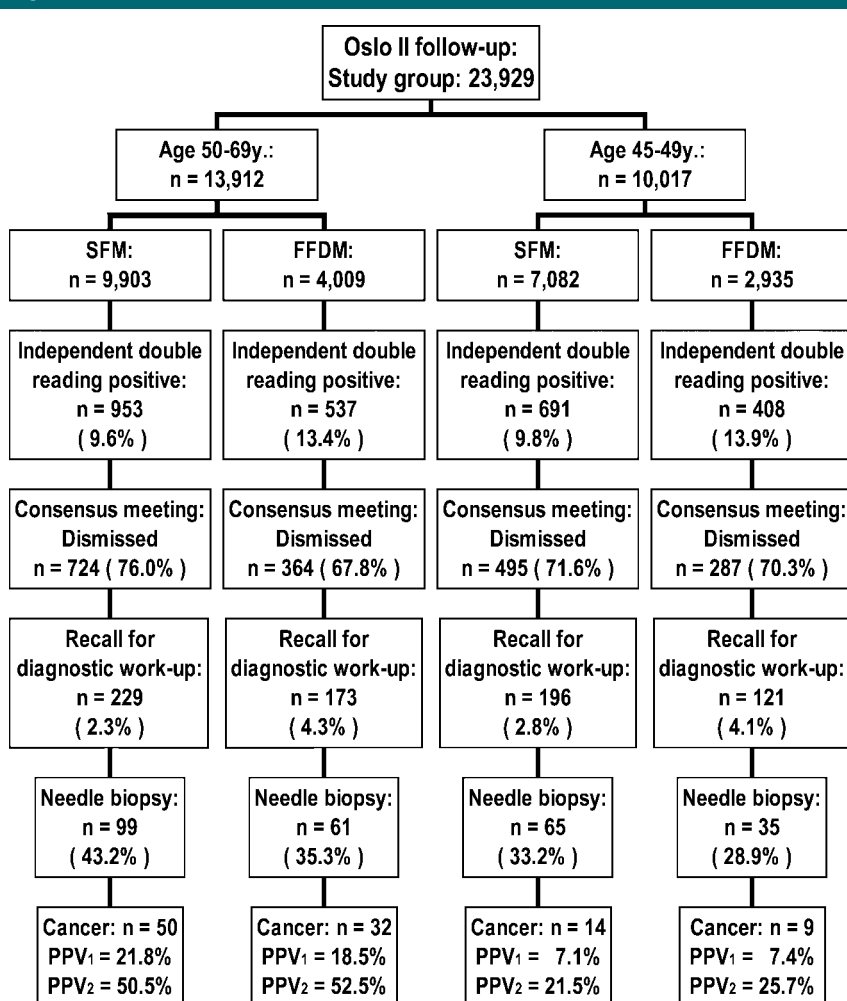 Oslo II follow-up:
Study group: 23,929
Age 50-69y.:
n = 13,912
Age 45-49y.:
n = 10,017
SFM:
n = 9,903
FFDM:
n = 4,009
SFM:
n = 7,082
FFDM:
n = 2,935
Independent double
reading positive:
n = 953
( 9.6% )
Independent double
reading positive:
n = 537
( 13.4% )
Independent double
reading positive:
n = 691
( 9.8% )
Independent double
reading positive:
n = 408
( 13.9% )
Consensus meeting:
Dismissed
n = 724 ( 76.0% )
Consensus meeting:
Dismissed
n = 364 ( 67.8% )
Consensus meeting:
Dismissed
n = 495 ( 71.6% )
Consensus meeting:
Dismissed
n = 287 ( 70.3% )
Recall for
diagnostic work-up:
n = 229
( 2.3% )
Recall for
diagnostic work-up:
n = 173
( 4.3% )
Recall for
diagnostic work-up:
n = 196
( 2.8% )
Recall for
diagnostic work-up:
n = 121
( 4.1% )
Needle biopsy:
n = 99
( 43.2% )
Needle biopsy:
n = 61
( 35.3% )
Needle biopsy:
n = 65
( 33.2% )
Needle biopsy:
n = 35
( 28.9% )
Cancer: n = 50
PPV₁ = 21.8%
PPV₂ = 50.5%
Cancer: n = 32
PPV₁ = 18.5%
PPV₂ = 52.5%
Cancer: n = 14
PPV₁ = 7.1%
PPV₂ = 21.5%
Cancer: n = 9
PPV₁ = 7.4%
PPV₂ = 25.7%